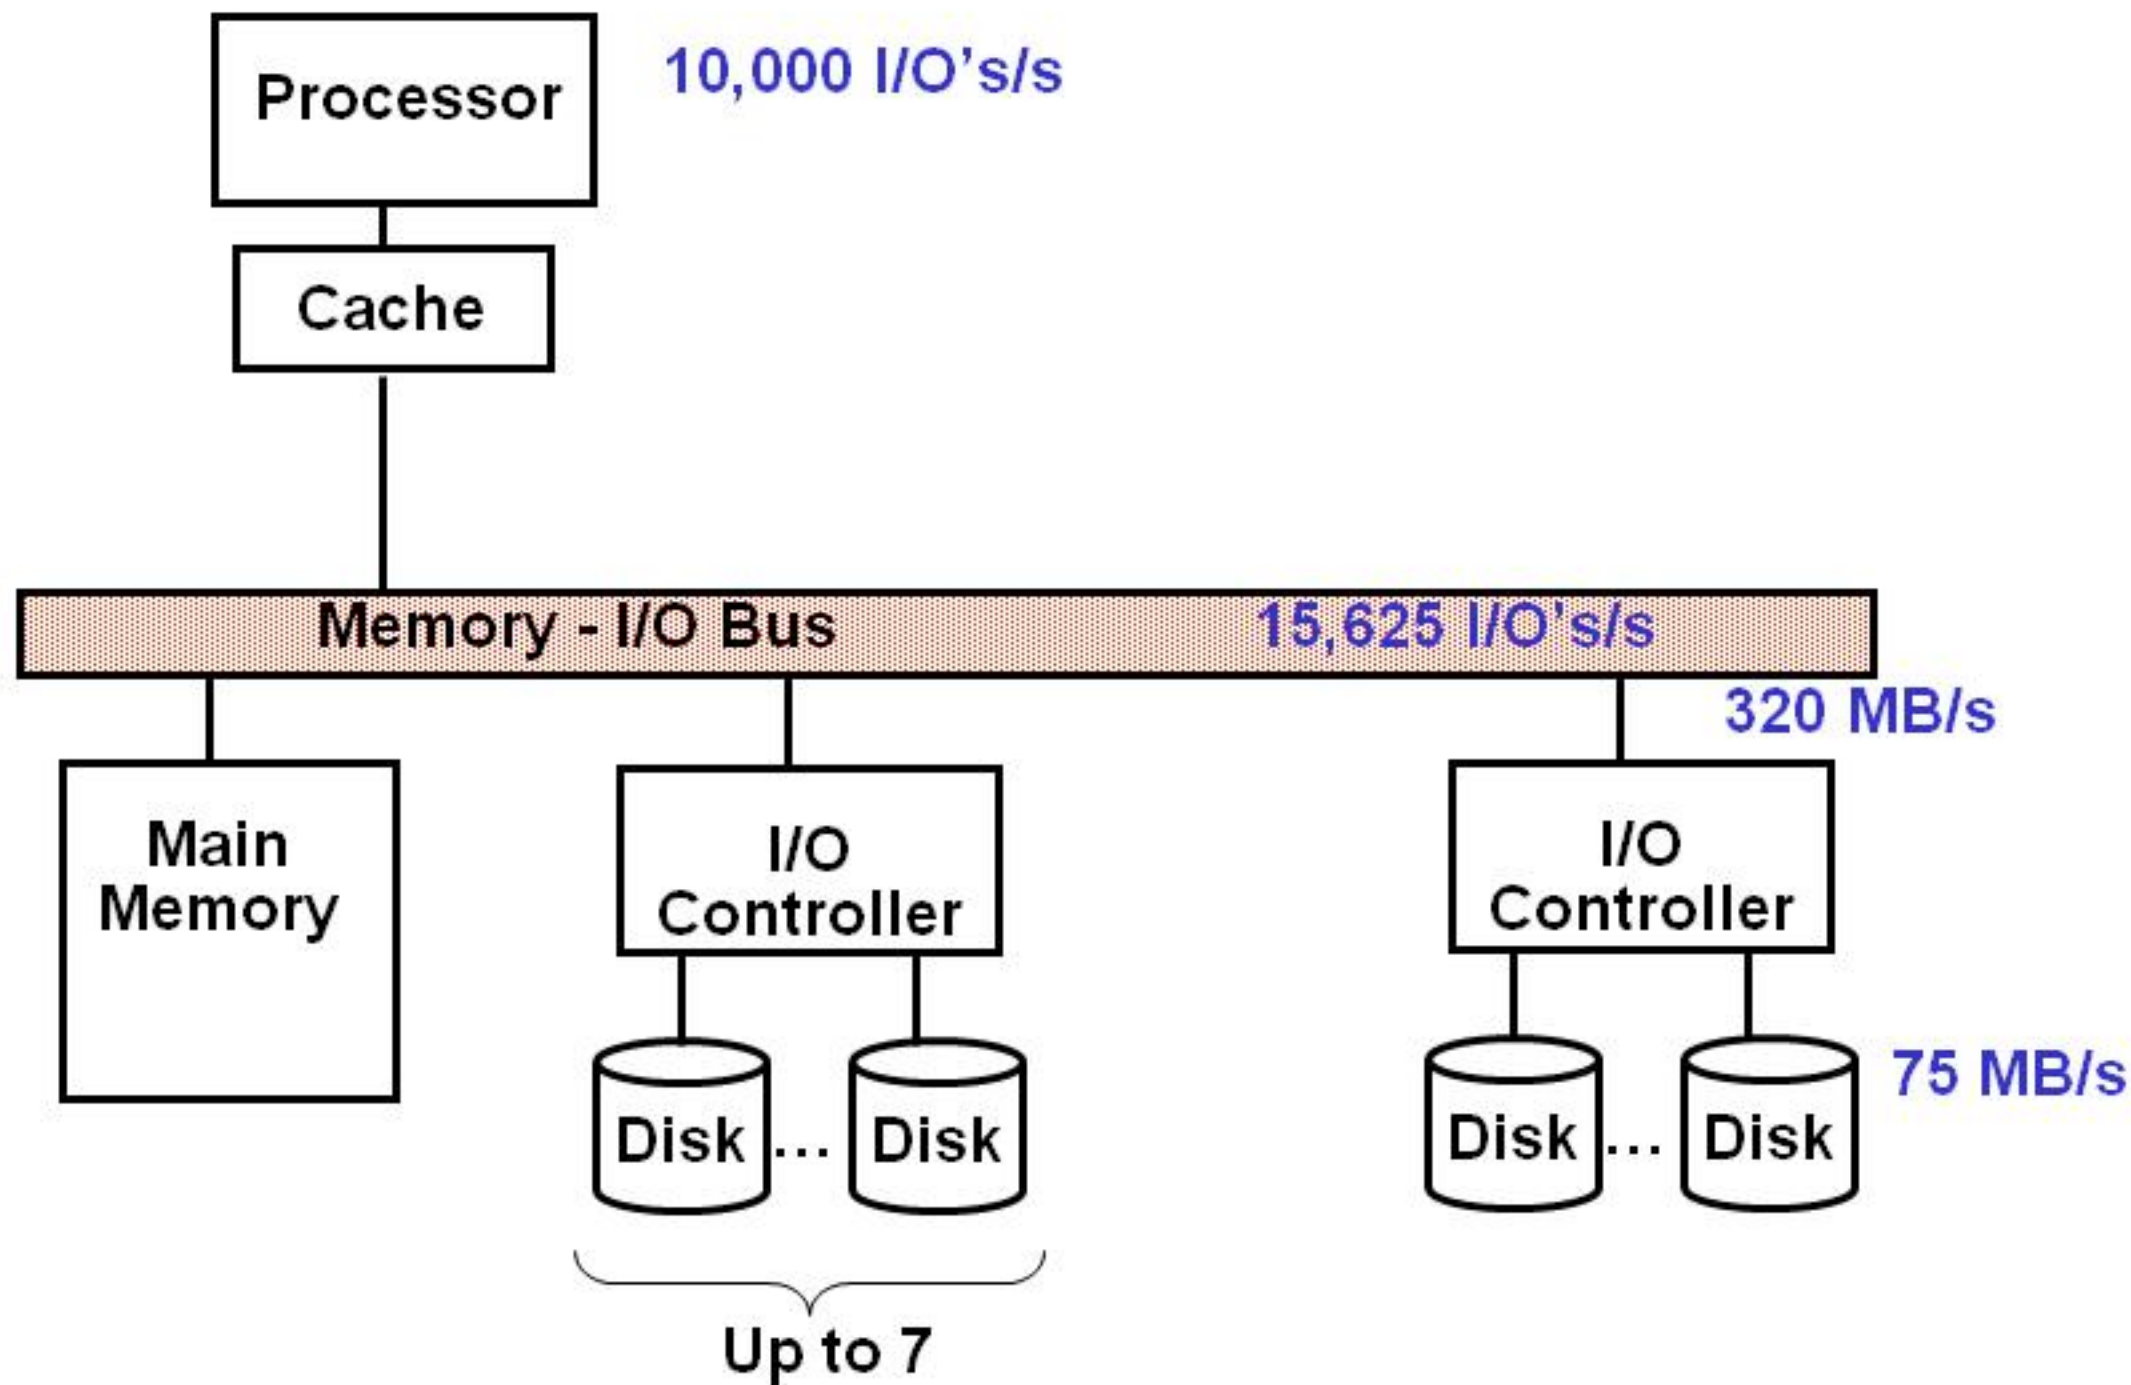 Processor
10,000 I/O's/s
Cache
Memory - I/O Bus
15,625 I/O's/s
320 MB/s
Main
Memory
I/O
Controller
I/O
Controller
Disk
...
Disk
Disk
...
Disk
75 MB/s
Up to 7